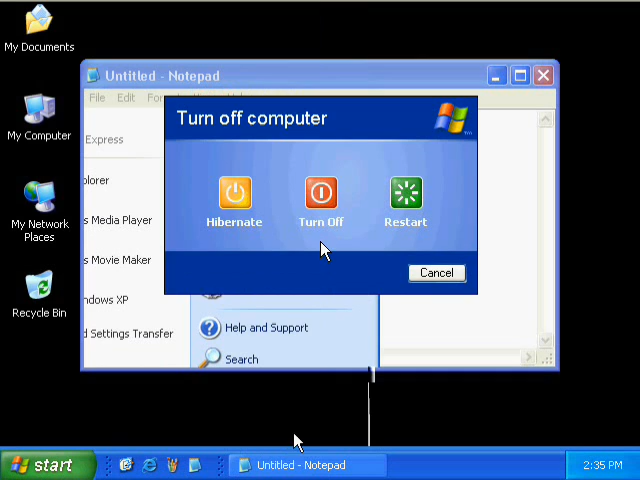 My Documents
My Computer
My Network
Places
Recycle Bin
Untitled - Notepad
File Edit
Express
plorer
s Media Player
s Movie Maker
ndows XP
d Settings Transfer
Turn off computer
Hibernate
Turn Off
Restart
Cancel
Help and Support
Search
start
Untitled - Notepad
2:35 PM